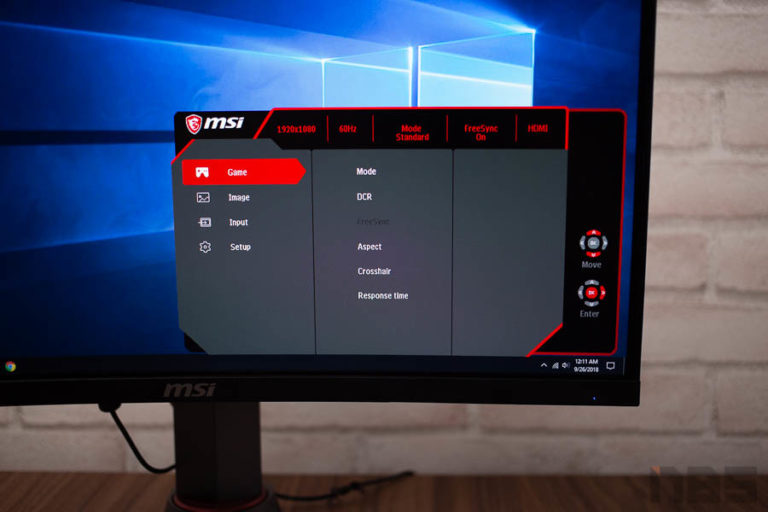 msi
1920x1080
60Hz
Mode
Standard
FreeSync
On
HDMI
Game
Image
Input
Setup
Mode
DCR
FreeSync
Aspect
Crosshair
Response time
OK
Move
OK
Enter
12:11 AM
9/26/2018
msi
NBS